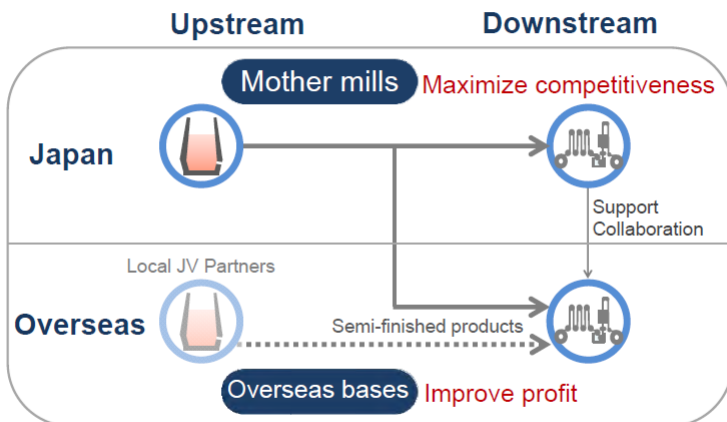 Upstream
Downstream
Mother mills
Maximize competitiveness
Japan
Support
Collaboration
Local JV Partners
Overseas
Semi-finished products
Overseas bases
Improve profit